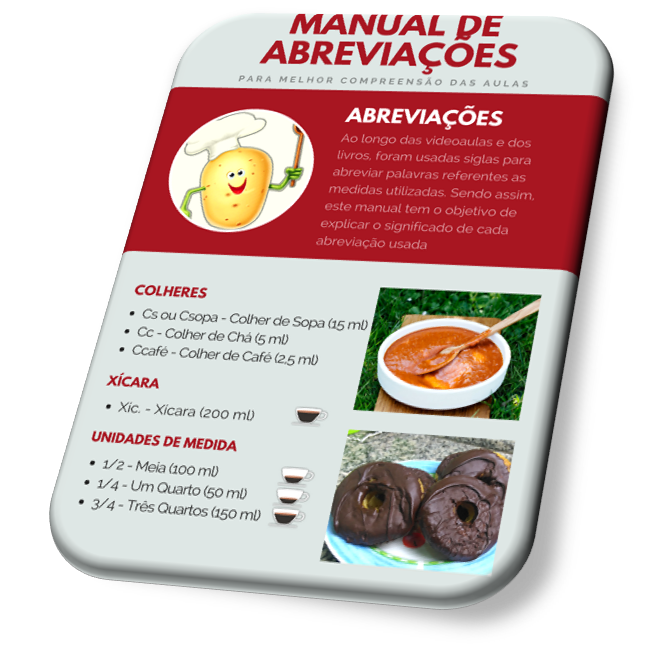 MANUAL DE
ABREVIAÇÕES
PARA MELHOR COMPREENSÃO DAS AULAS
ABREVIAÇÕES
Ao longo das videoaulas e dos
livros, foram usadas siglas para
abreviar palavras referentes as
medidas utilizadas. Sendo assim,
este manual tem o objetivo de
explicar o significado de cada
abreviação usada
COLHERES
• Cs ou Csopa - Colher de Sopa (15 ml)
• Cc - Colher de Chá (5 ml)
• Ccafé - Colher de Café (2,5 ml)
XÍCARA
• Xic. - Xicara (200 ml)
UNIDADES DE MEDIDA
• 1/2 - Meia (100 ml)
• 1/4 - Um Quarto (50 ml)
• 3/4 - Três Quartos (150 ml)